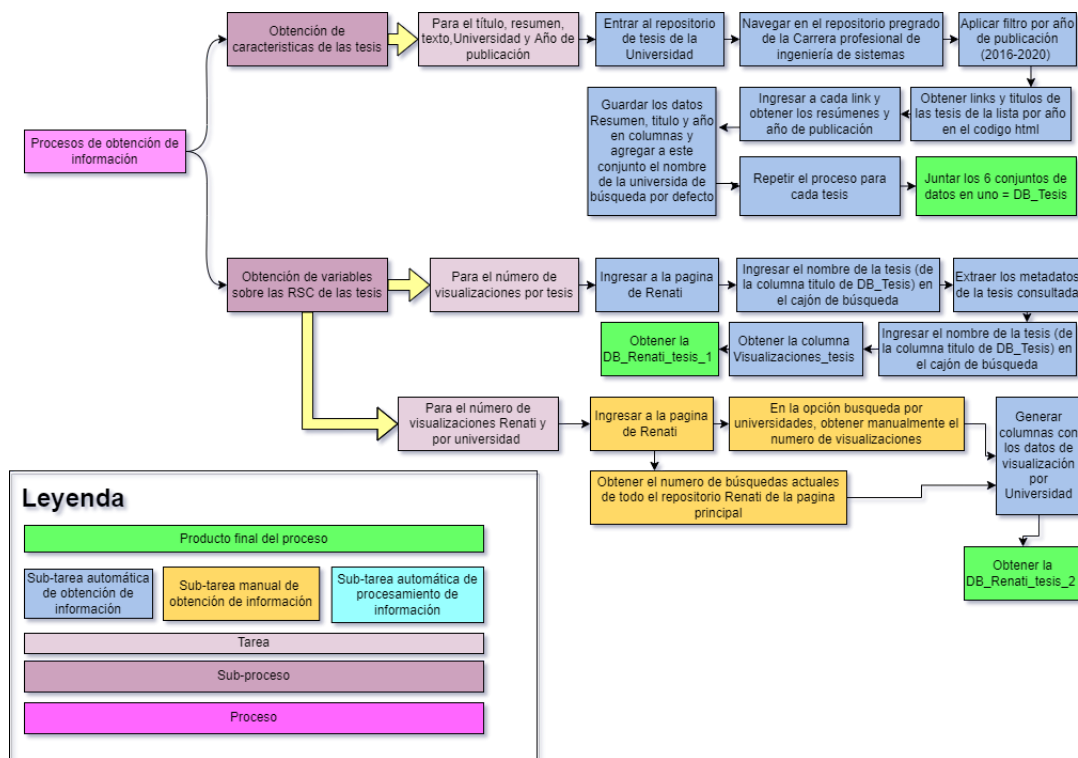 Obtención de
caracteristicas de las tesis
Para el título, resumen,
texto,Universidad y Año de
publicación
Entrar al repositorio
de tesis de la
Universidad
Navegar en el repositorio pregrado
de la Carrera profesional de
ingeniería de sistemas
Aplicar filtro por año
de publicación
(2016-2020)
Obtener links y titulos de
las tesis de la lista por año
en el codigo html
Ingresar a cada link y
obtener los resúmenes y
año de publicación
Guardar los datos
Resumen, titulo y año
en columnas y
agregar a este
conjunto el nombre
de la universida de
búsqueda por defecto
Repetir el proceso para
cada tesis
Juntar los 6 conjuntos de
datos en uno = DB_Tesis
Procesos de obtención de
información
Obtención de variables
sobre las RSC de las tesis
Para el número de
visualizaciones por tesis
Ingresar a la pagina
de Renati
Ingresar el nombre de la tesis (de
la columna titulo de DB_Tesis) en
el cajón de búsqueda
Extraer los metadatos
de la tesis consultada
Ingresar el nombre de la tesis (de
la columna titulo de DB_Tesis) en
el cajón de búsqueda
Obtener la columna
Visualizaciones_tesis
Obtener la
DB_Renati_tesis_1
Para el número de
visualizaciones Renati y
por universidad
Ingresar a la pagina
de Renati
En la opción busqueda por
universidades, obtener manualmente el
numero de visualizaciones
Obtener el numero de búsquedas actuales
de todo el repositorio Renati de la pagina
principal
Generar
columnas con
los datos de
visualización
por
Universidad
Obtener la
DB_Renati_tesis_2
Leyenda
Producto final del proceso
Sub-tarea automática
de obtención de
información
Sub-tarea manual de
obtención de información
Sub-tarea automática de
procesamiento de
información
Tarea
Sub-proceso
Proceso